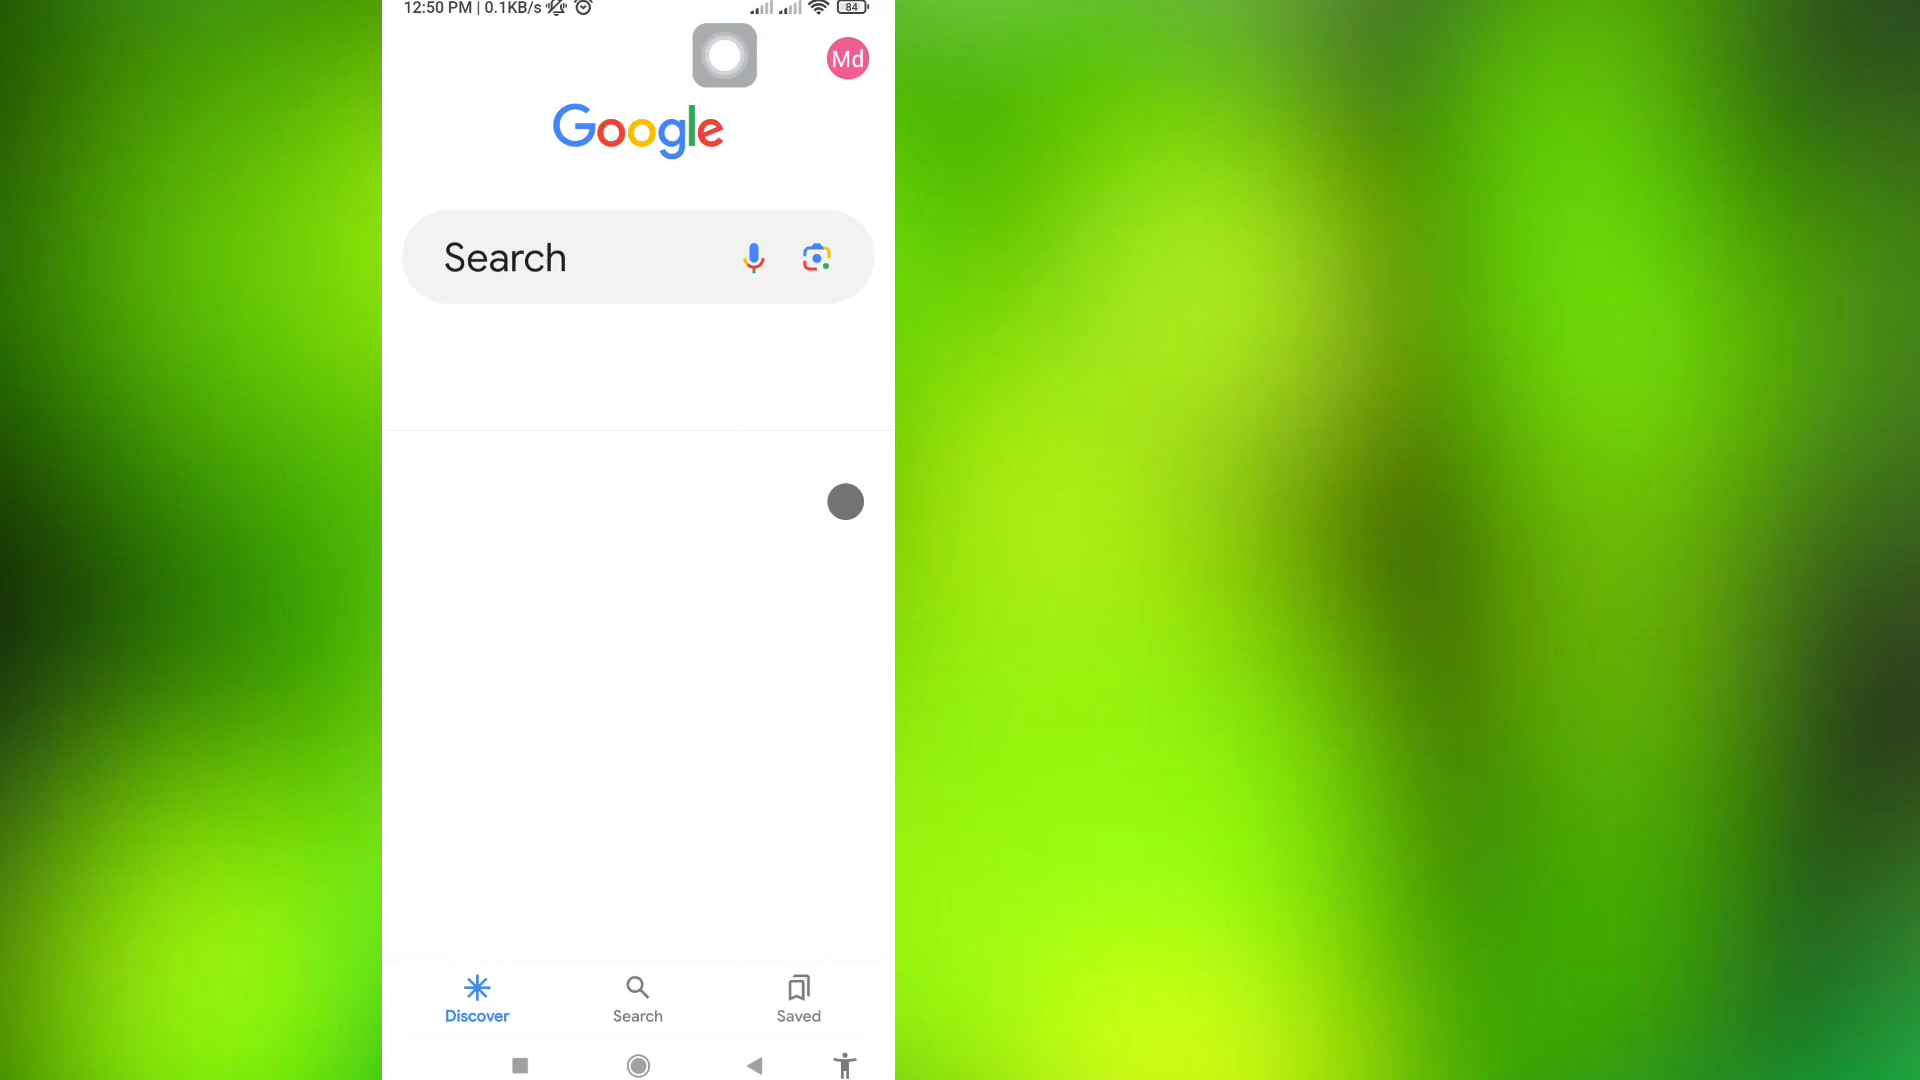 12:50 PM | 0.1KB/s 84
Md
Google
Search
Discover Search Saved